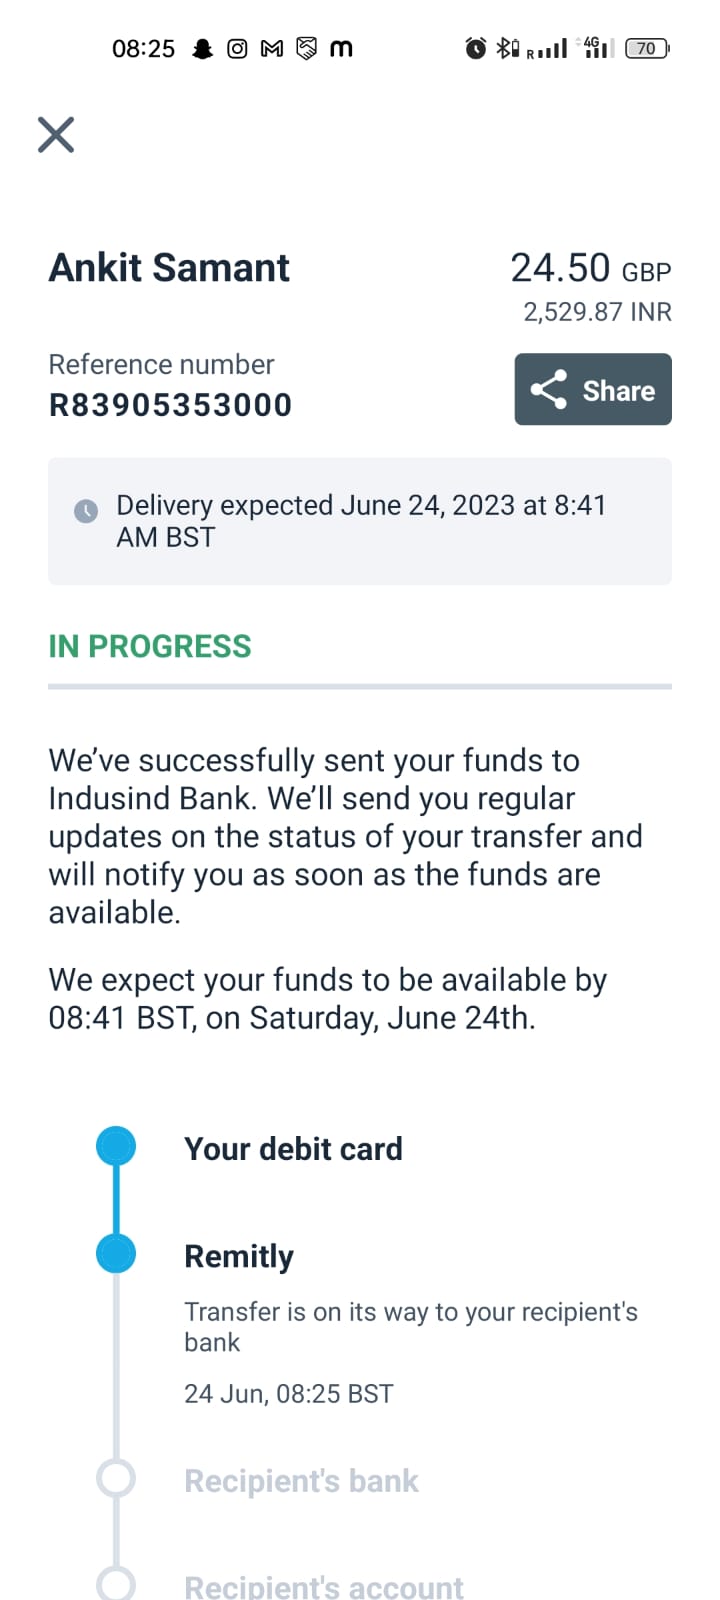 08:25
4G
R
70
Ankit Samant
24.50 GBP
2,529.87 INR
Reference number
R83905353000
Share
Delivery expected June 24, 2023 at 8:41
AM BST
IN PROGRESS
We’ve successfully sent your funds to
Indusind Bank. We’ll send you regular
updates on the status of your transfer and
will notify you as soon as the funds are
available.
We expect your funds to be available by
08:41 BST, on Saturday, June 24th.
Your debit card
Remitly
Transfer is on its way to your recipient's
bank
24 Jun, 08:25 BST
Recipient's bank
Recipient's account